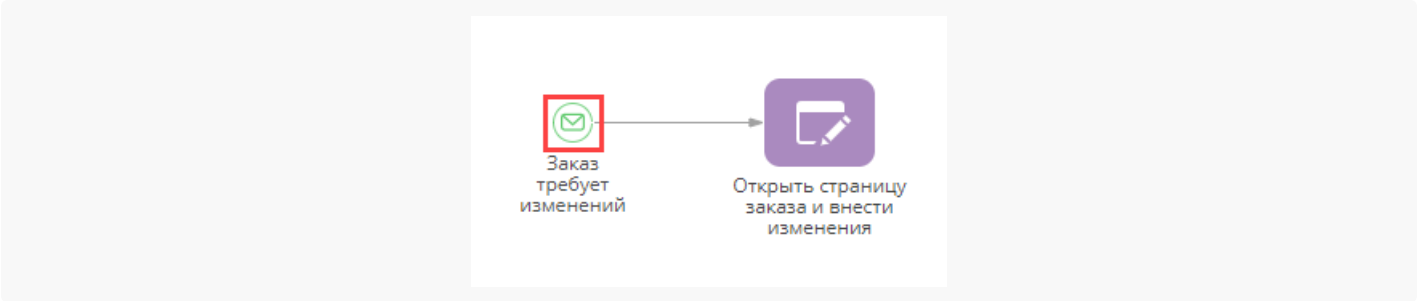 Заказ
требует
изменений
Открыть страницу
заказа и внести
изменения